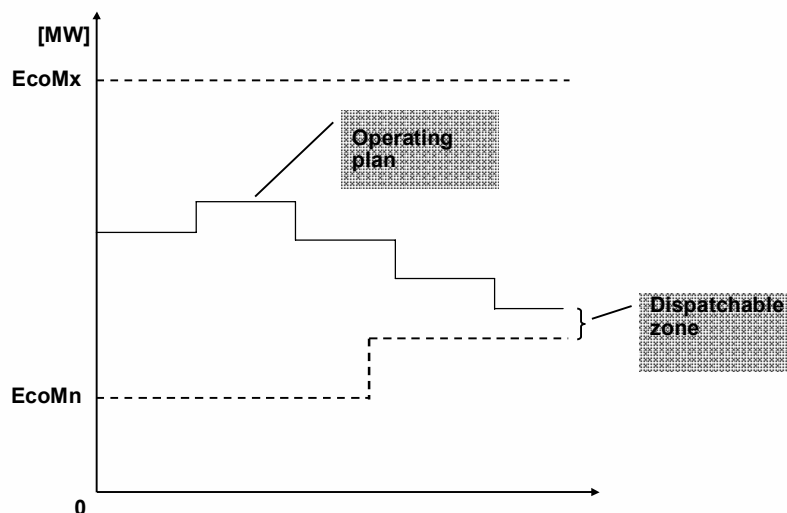 [MW]
EcoMx
Operating
plan
Dispatchable
zone
EcoMn
0